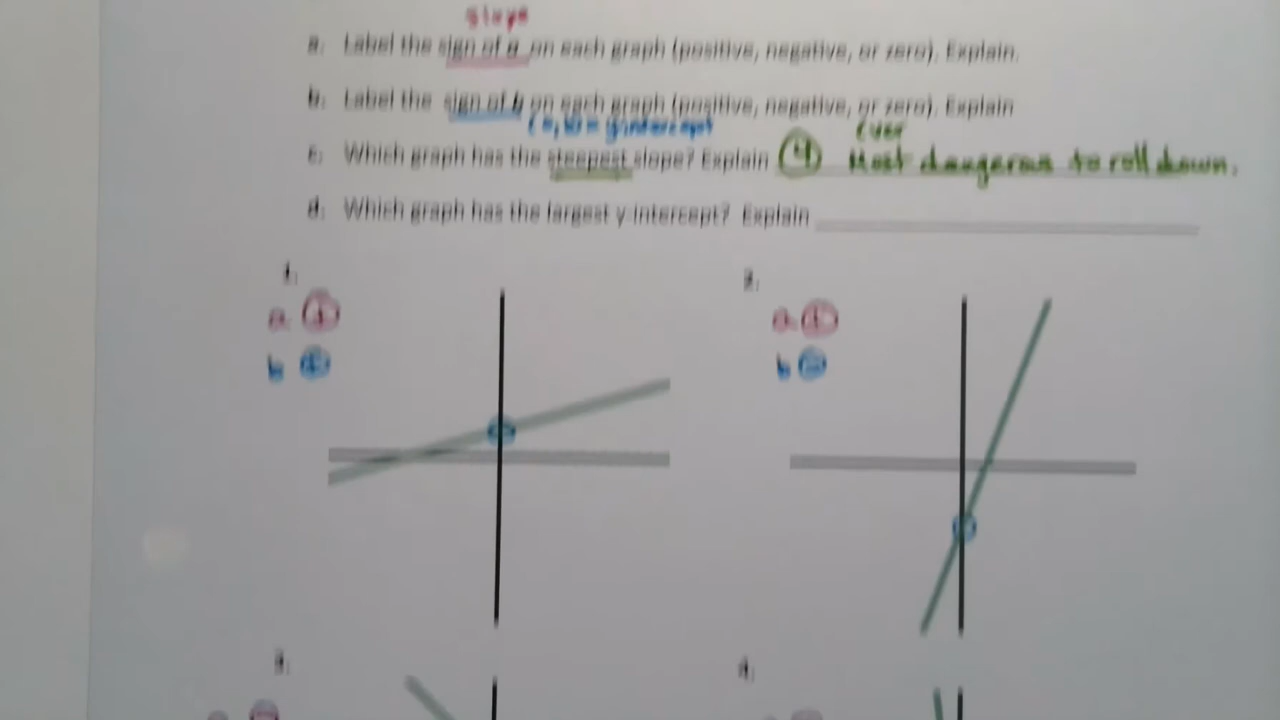 slope
a. Label the sign of a on each graph (positive, negative, or zero). Explain.
b. Label the sign of b on each graph (positive, negative, or zero). Explain
= y-intercept
over
c. Which graph has the steepest slope? Explain 4 Most dangerous to roll down.
d. Which graph has the largest y-intercept? Explain
1.
2.
a +
a +
b +
b -
3.
4.